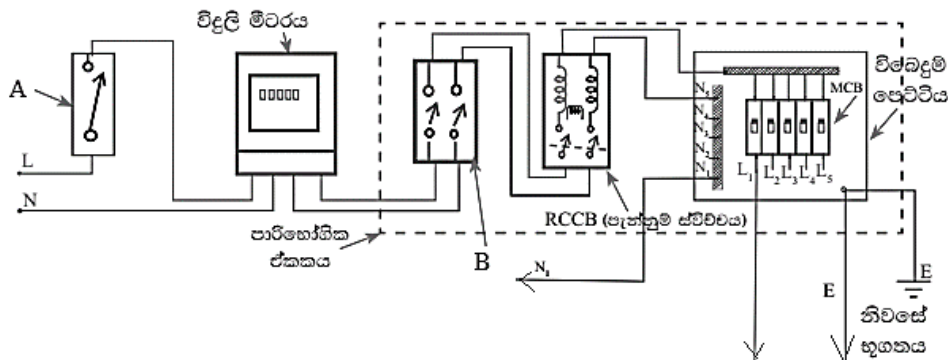 විදුලි මීටරය
A
L
N
පාරිභෝගික
ඒකකය
B
RCCB (පැන්නුම් ස්විච්චය)
N₅
N₄
N₃
N₂
N₁
L₁
L₂
L₃
L₄
L₅
MCB
විබෙදුම්
පෙට්ටිය
N₁
E
E
නිවසේ
භූගතය